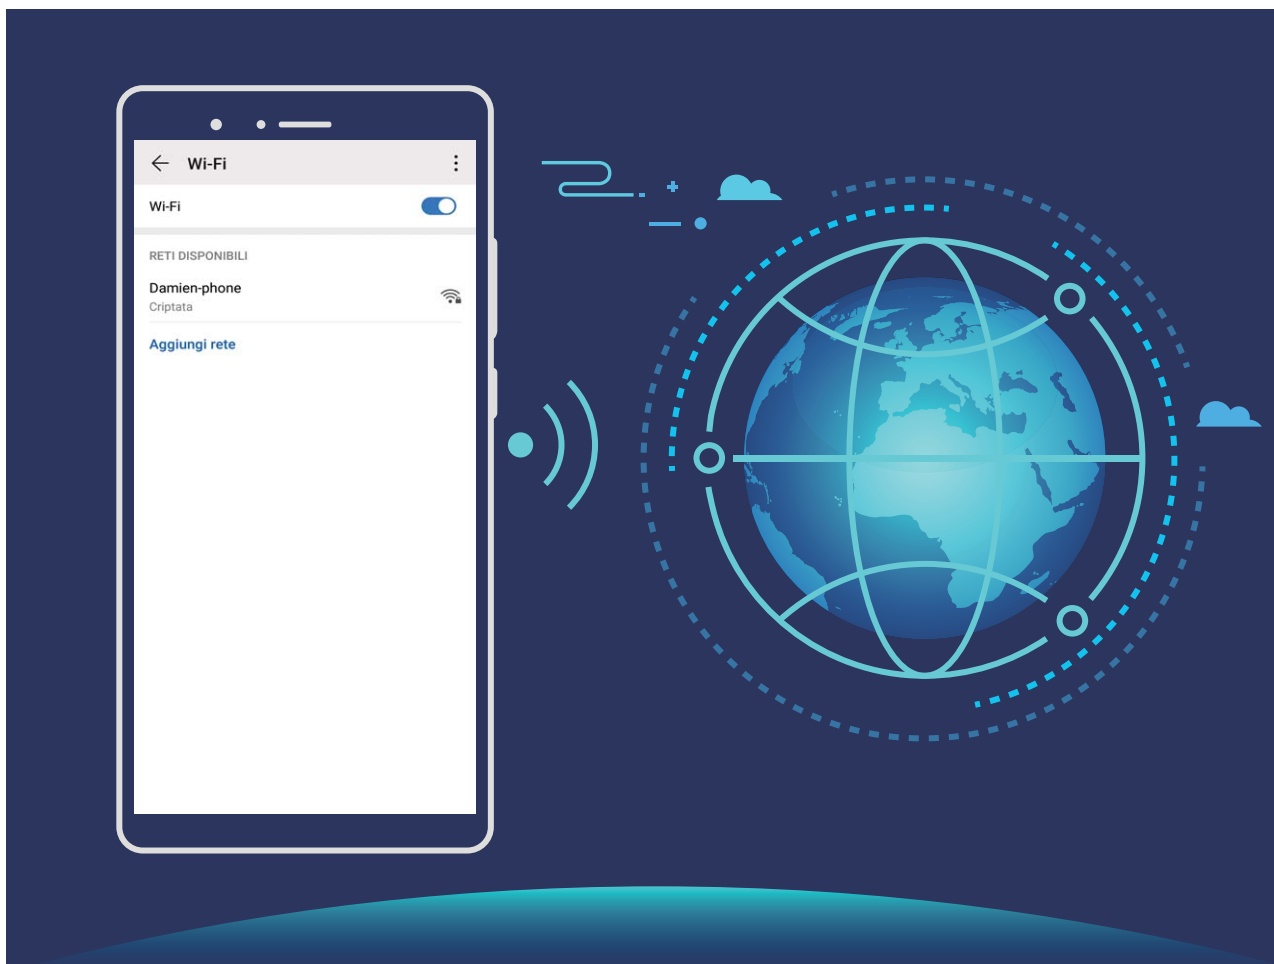 Wi-Fi
Wi-Fi
RETI DISPONIBILI
Damien-phone
Criptata
Aggiungi rete